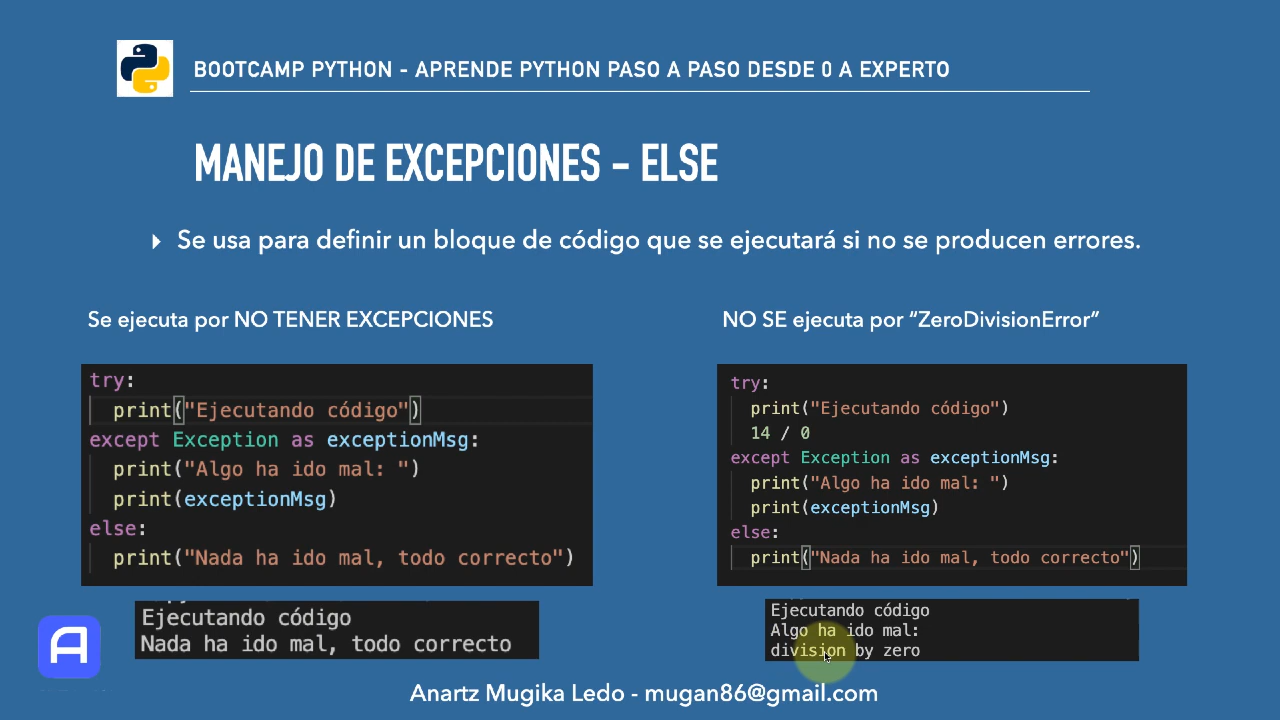 BOOTCAMP PYTHON - APRENDE PYTHON PASO A PASO DESDE 0 A EXPERTO
MANEJO DE EXCEPCIONES - ELSE
Se usa para definir un bloque de código que se ejecutará si no se producen errores.
Se ejecuta por NO TENER EXCEPCIONES
try:
print("Ejecutando código")
except Exception as exceptionMsg:
print("Algo ha ido mal: ")
print(exceptionMsg)
else:
print("Nada ha ido mal, todo correcto")
Ejecutando código
Nada ha ido mal, todo correcto
NO SE ejecuta por “ZeroDivisionError”
try:
print("Ejecutando código")
14 / 0
except Exception as exceptionMsg:
print("Algo ha ido mal: ")
print(exceptionMsg)
else:
print("Nada ha ido mal, todo correcto")
Ejecutando código
Algo ha ido mal:
division by zero
Anartz Mugika Ledo - mugan86@gmail.com